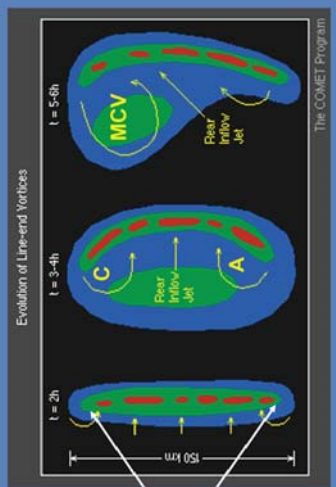 Evolution of Line-end Vortices
t = 2h
t = 3-4h
t = 5-6h
150 km
C
Rear
Inflow
Jet
A
MCV
Rear
Inflow
Jet
The COMET Program